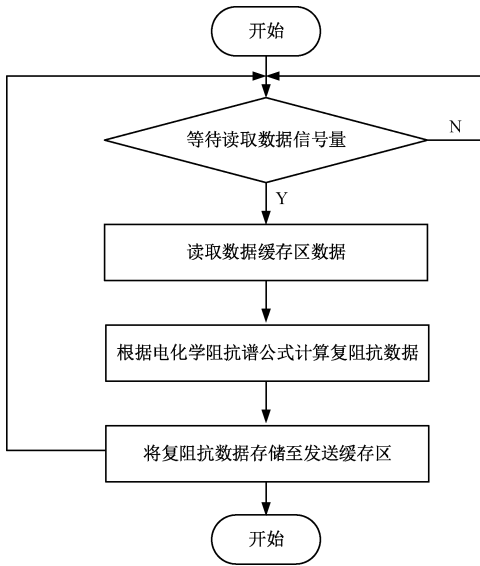 开始
等待读取数据信号量
N
Y
读取数据缓存区数据
根据电化学阻抗谱公式计算复阻抗数据
将复阻抗数据存储至发送缓存区
开始